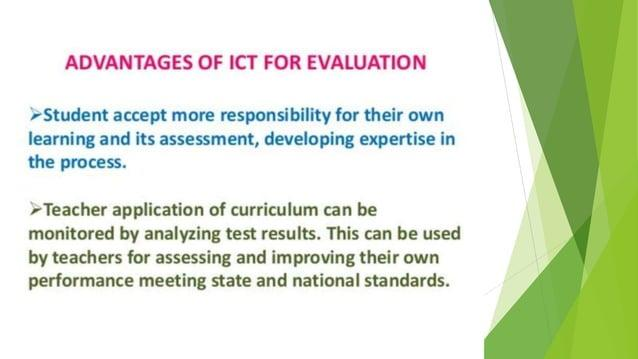 ADVANTAGES OF ICT FOR EVALUATION
➢Student accept more responsibility for their own
learning and its assessment, developing expertise in
the process.
➢Teacher application of curriculum can be
monitored by analyzing test results. This can be used
by teachers for assessing and improving their own
performance meeting state and national standards.